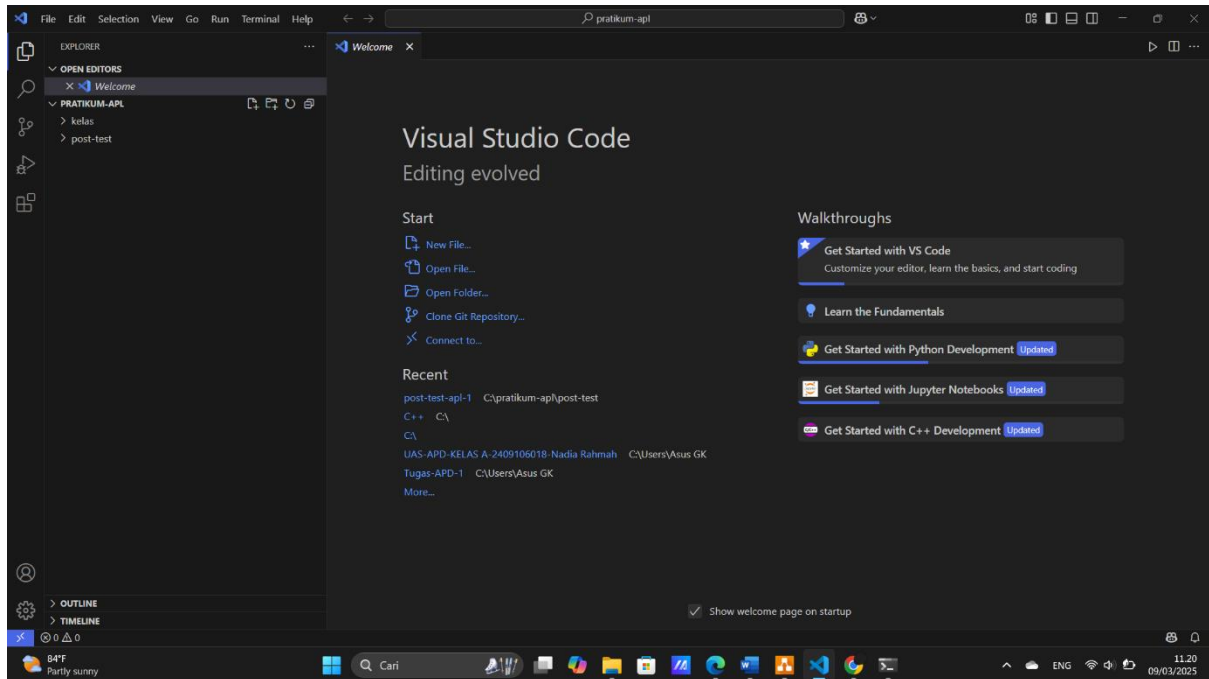 File Edit Selection View Go Run Terminal Help
pratikum-apl
EXPLORER
OPEN EDITORS
Welcome
PRATIKUM-APL
kelas
post-test
OUTLINE
TIMELINE
Welcome
Visual Studio Code
Editing evolved
Start
New File...
Open File...
Open Folder...
Clone Git Repository...
Connect to...
Recent
post-test-apl-1 C:\pratikum-apl\post-test
C++ C:\
C:\
UAS-APD-KELAS A-2409106018-Nadia Rahmah C:\Users\Asus GK
Tugas-APD-1 C:\Users\Asus GK
More...
Walkthroughs
Get Started with VS Code
Customize your editor, learn the basics, and start coding
Learn the Fundamentals
Get Started with Python Development Updated
Get Started with Jupyter Notebooks Updated
Get Started with C++ Development Updated
Show welcome page on startup
0 0
84°F
Partly sunny
Cari
ENG
11.20
09/03/2025